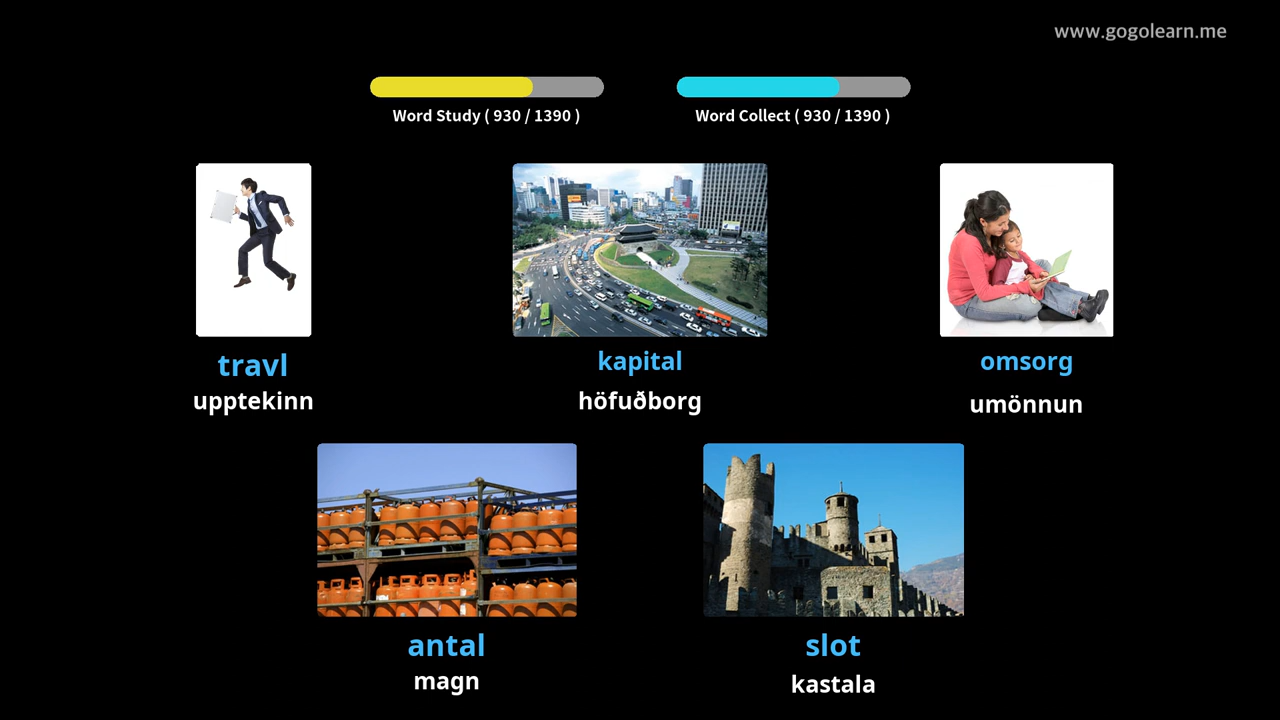 www.gogolearn.me
Word Study ( 930 / 1390 )
Word Collect ( 930 / 1390 )
travl
upptekinn
kapital
höfuðborg
omsorg
umönnun
antal
magn
slot
kastala